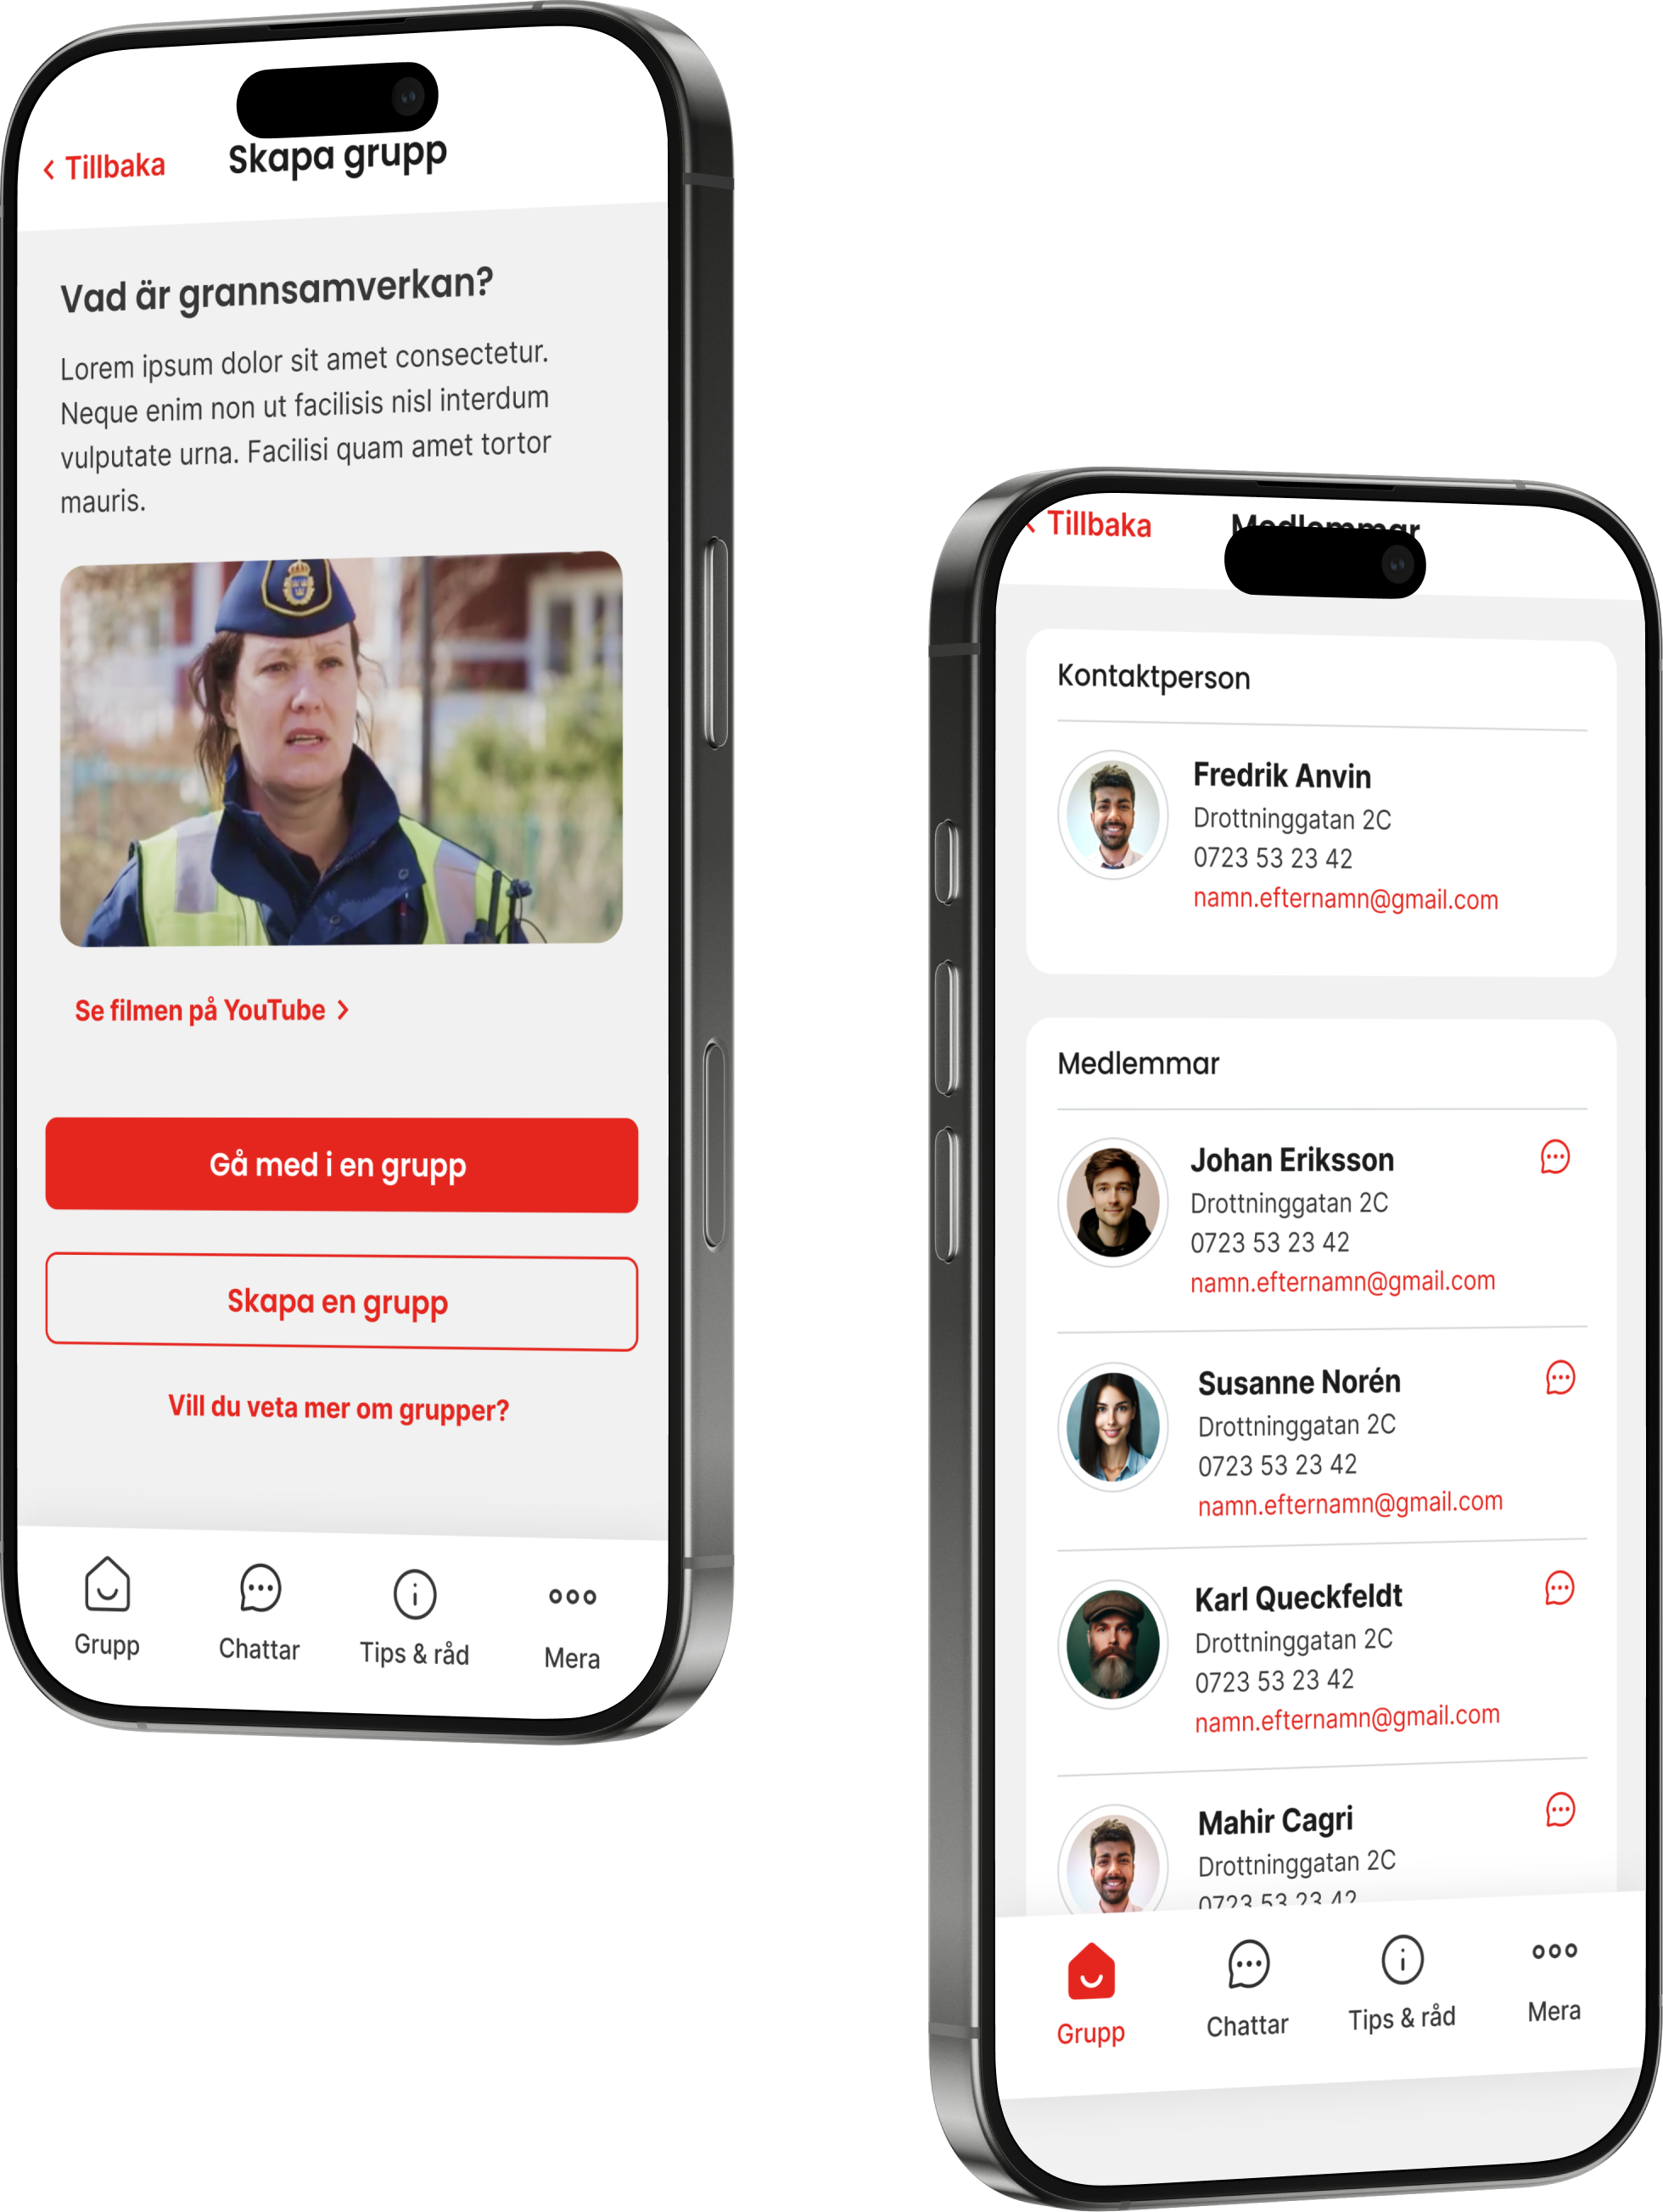 Tillbaka
Skapa grupp
Vad är grannsamverkan?
Lorem ipsum dolor sit amet consectetur.
Neque enim non ut facilisis nisl interdum
vulputate urna. Facilisi quam amet tortor
mauris.
Se filmen på YouTube
Gå med i en grupp
Skapa en grupp
Vill du veta mer om grupper?
Grupp
Chattar
Tips & råd
Mera
Tillbaka
Medlemmar
Kontaktperson
Fredrik Anvin
Drottninggatan 2C
0723 53 23 42
namn.efternamn@gmail.com
Medlemmar
Johan Eriksson
Drottninggatan 2C
0723 53 23 42
namn.efternamn@gmail.com
Susanne Norén
Drottninggatan 2C
0723 53 23 42
namn.efternamn@gmail.com
Karl Queckfeldt
Drottninggatan 2C
0723 53 23 42
namn.efternamn@gmail.com
Mahir Cagri
Drottninggatan 2C
0723 53 23 42
Grupp
Chattar
Tips & råd
Mera